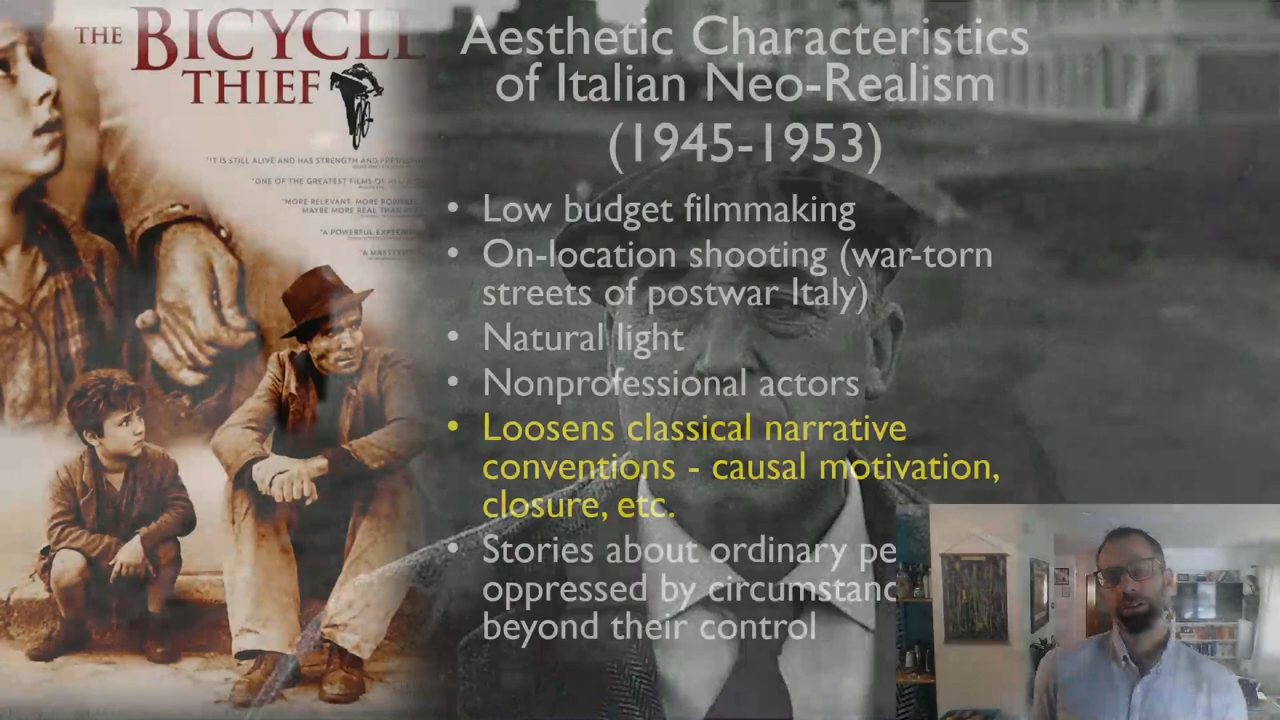 THE BICYCLE
THIEF
"IT IS STILL ALIVE AND HAS STRENGTH AND
"ONE OF THE GREATEST FILMS OF
"MORE RELEVANT, MORE
MAYBE MORE REAL THAN
"A POWERFUL
"A
Aesthetic Characteristics
of Italian Neo-Realism
(1945-1953)
• Low budget filmmaking
• On-location shooting (war-torn
streets of postwar Italy)
• Natural light
• Nonprofessional actors
• Loosens classical narrative
conventions - causal motivation,
closure, etc.
• Stories about ordinary pe
oppressed by circumstanc
beyond their control